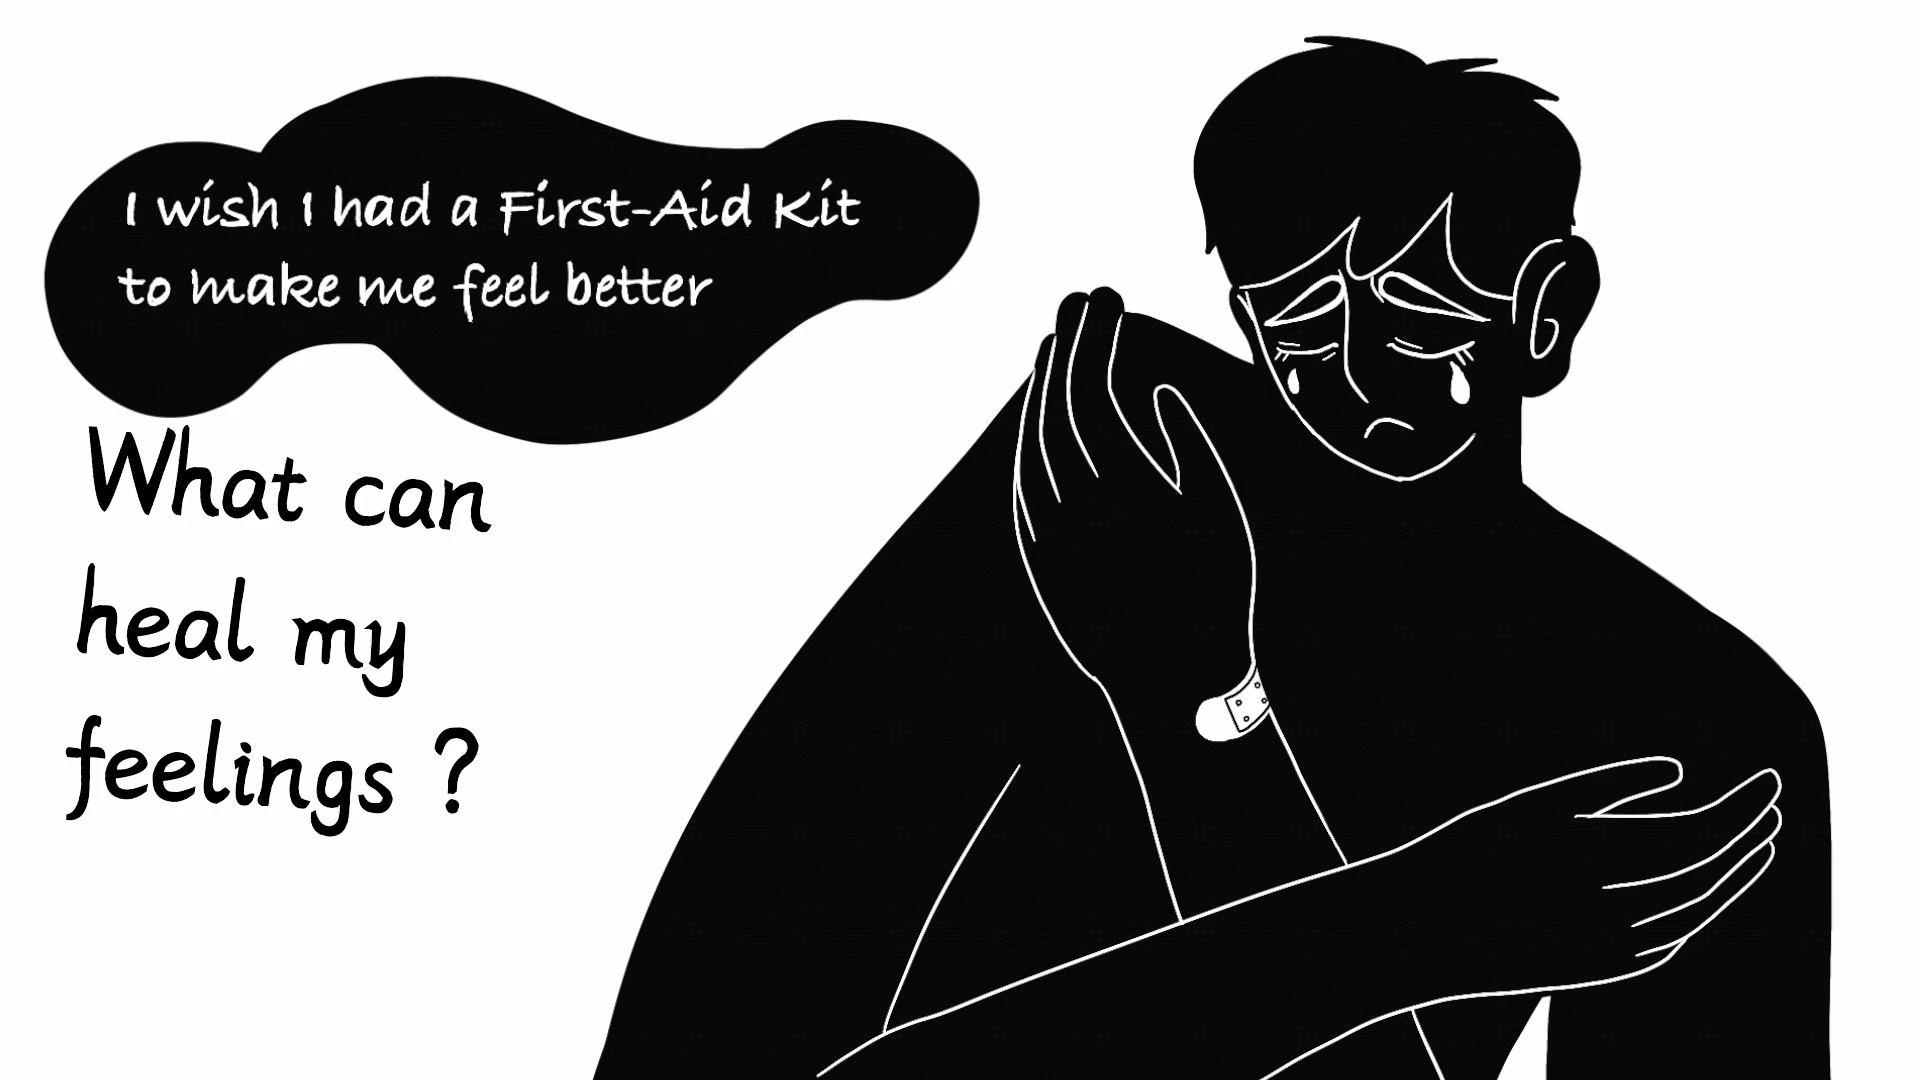 I wish I had a First-Aid Kit
to make me feel better
What can
heal my
feelings ?